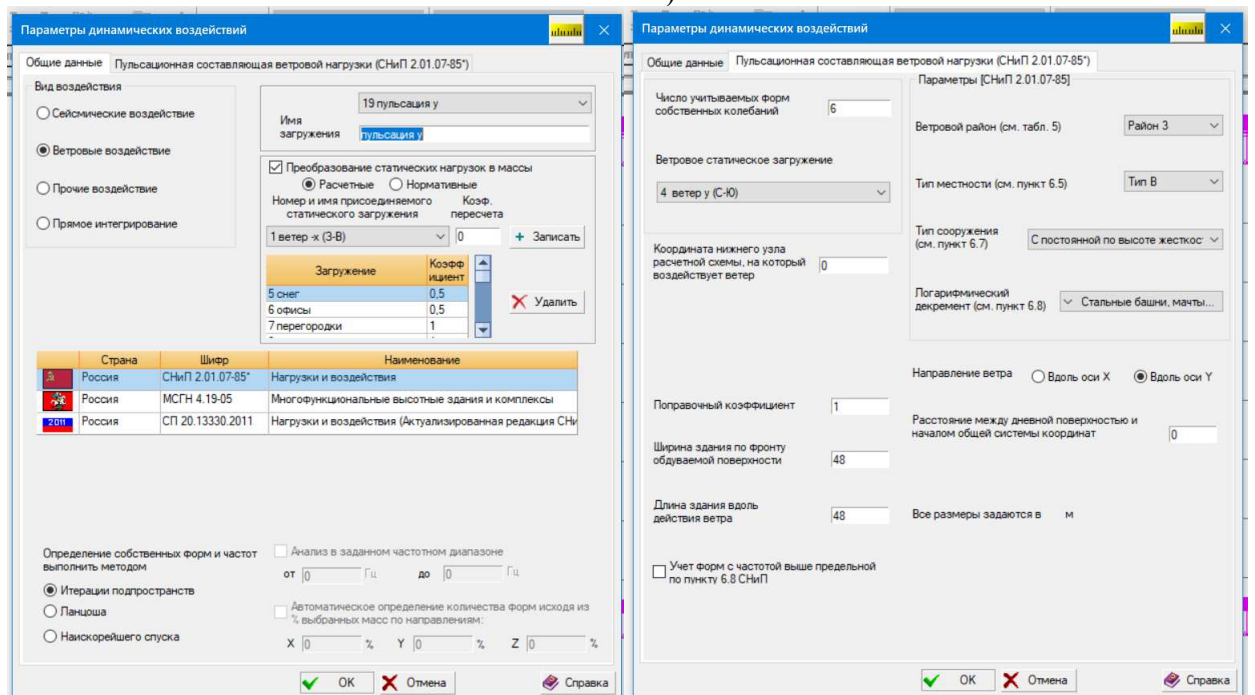 Параметры динамических воздействий
Общие данные
Пульсационная составляющая ветровой нагрузки (СНиП 2.01.07-85*)
Вид воздействия
Сейсмические воздействие
Ветровые воздействие
Прочие воздействие
Прямое интегрирование
19 пульсация y
Имя
загружения
пульсация y
Преобразование статических нагрузок в массы
Расчетные
Нормативные
Номер и имя присоединяемого
статического загружения
Коэф.
пересчета
1 ветер -x (З-В)
0
+ Записать
Загружение
Коэфф
ициент
5 снег 0,5
6 офисы 0,5
7 перегородки 1
Удалить
Страна Шифр Наименование
Россия СНиП 2.01.07-85* Нагрузки и воздействия
Россия МСГН 4.19-05 Многофункциональные высотные здания и комплексы
2011 Россия СП 20.13330.2011 Нагрузки и воздействия (Актуализированная редакция СНи
Определение собственных форм и частот
выполнить методом
Итерации подпространств
Ланцоша
Наискорейшего спуска
Анализ в заданном частотном диапазоне
от 0 Гц до 0 Гц
Автоматическое определение количества форм исходя из
% выбранных масс по направлениям:
X 0 % Y 0 % Z 0 %
OK
Отмена
Справка
Параметры динамических воздействий
Общие данные
Пульсационная составляющая ветровой нагрузки (СНиП 2.01.07-85*)
Число учитываемых форм
собственных колебаний
6
Ветровое статическое загружение
4 ветер y (С-Ю)
Координата нижнего узла
расчетной схемы, на который
воздействует ветер
0
Поправочный коэффициент
1
Ширина здания по фронту
обдуваемой поверхности
48
Длина здания вдоль
действия ветра
48
Учет форм с частотой выше предельной
по пункту 6.8 СНиП
Параметры [СНиП 2.01.07-85]
Ветровой район (см. табл. 5)
Район 3
Тип местности (см. пункт 6.5)
Тип B
Тип сооружения
(см. пункт 6.7)
С постоянной по высоте жесткос
Логарифмический
декремент (см. пункт 6.8)
Стальные башни, мачты...
Направление ветра
Вдоль оси X
Вдоль оси Y
Расстояние между дневной поверхностью и
началом общей системы координат
0
Все размеры задаются в м
OK
Отмена
Справка